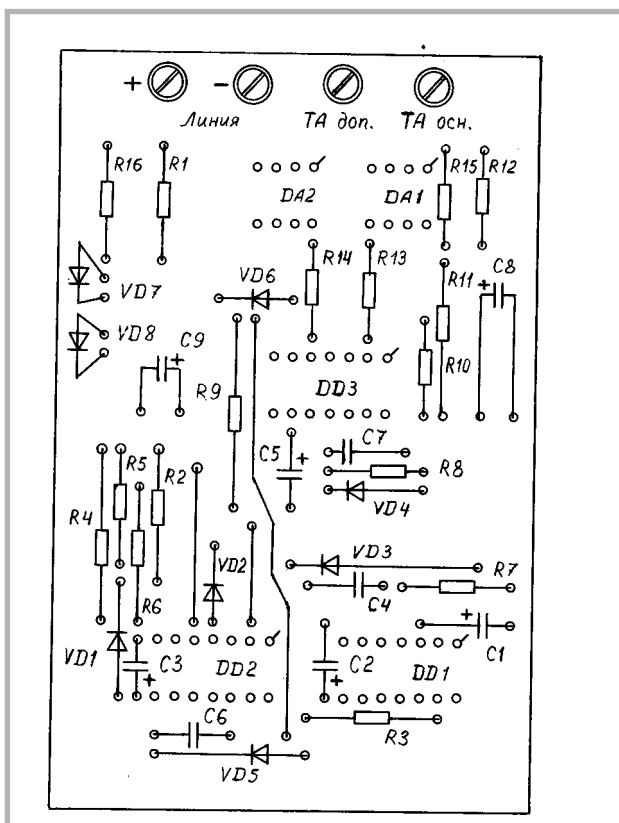 + -
Линия ТА доп. ТА осн.
R16 R1 DA2 DA1 R15 R12
VD7 VD6 R14 R13 R11 C8 +
VD8 C9 + R9 DD3 R10
C5 + C7
R8
VD4
R4 R5 R2
R6 VD2 VD3
C4 R7
VD1 C3 + DD2 C2 + DD1 + C1
C6 R3
VD5